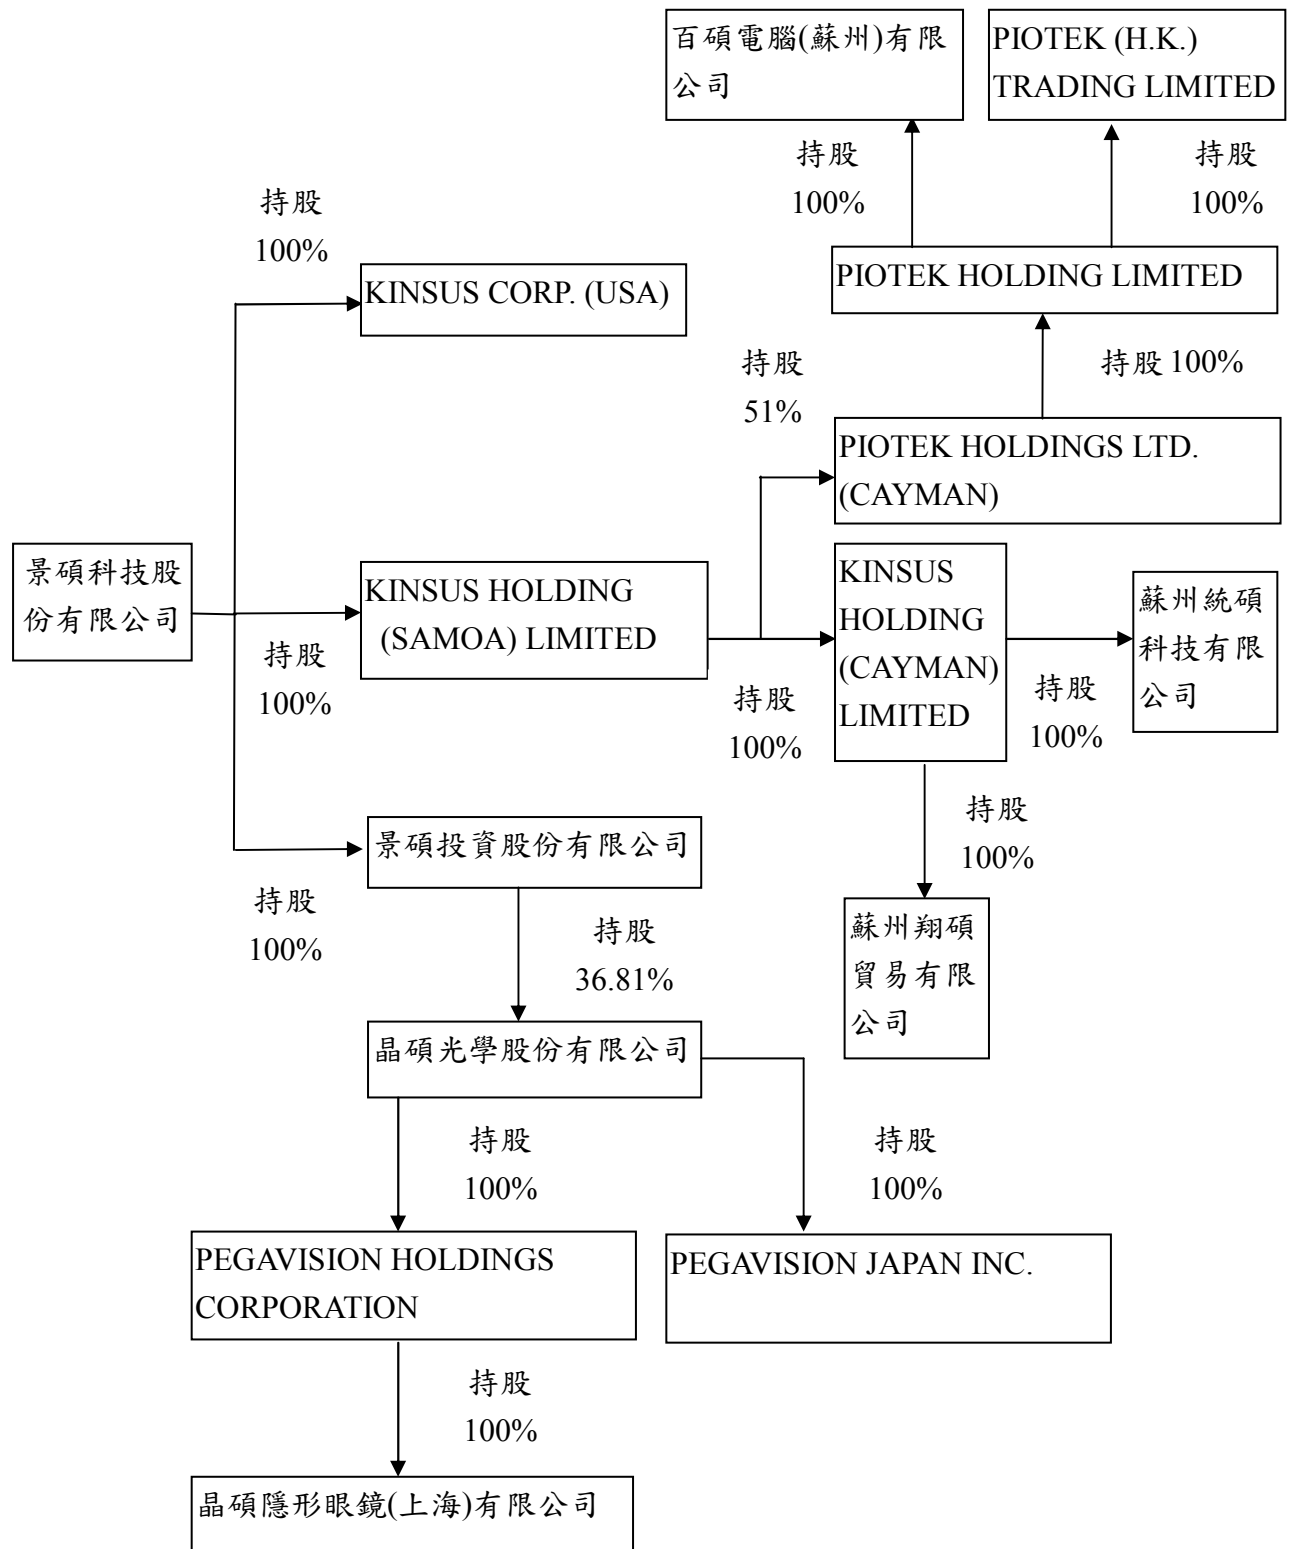 百碩電腦(蘇州)有限
公司
PIOTEK (H.K.)
TRADING LIMITED
持股
100%
持股
100%
持股
100%
KINSUS CORP. (USA)
PIOTEK HOLDING LIMITED
持股
51%
持股 100%
PIOTEK HOLDINGS LTD.
(CAYMAN)
景碩科技股
份有限公司
KINSUS HOLDING
(SAMOA) LIMITED
KINSUS
HOLDING
(CAYMAN)
LIMITED
蘇州統碩
科技有限
公司
持股
100%
持股
100%
持股
100%
持股
100%
景碩投資股份有限公司
持股
100%
持股
36.81%
蘇州翔碩
貿易有限
公司
晶碩光學股份有限公司
持股
100%
持股
100%
PEGAVISION HOLDINGS
CORPORATION
PEGAVISION JAPAN INC.
持股
100%
晶碩隱形眼鏡(上海)有限公司